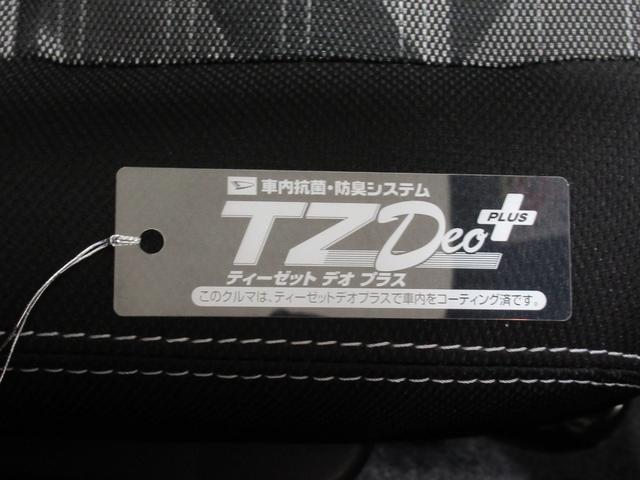 車内抗菌・防臭システム
TZ Deo PLUS
ティーゼット デオ プラス
このクルマは、ティーゼットデオプラスで車内をコーティング済です。